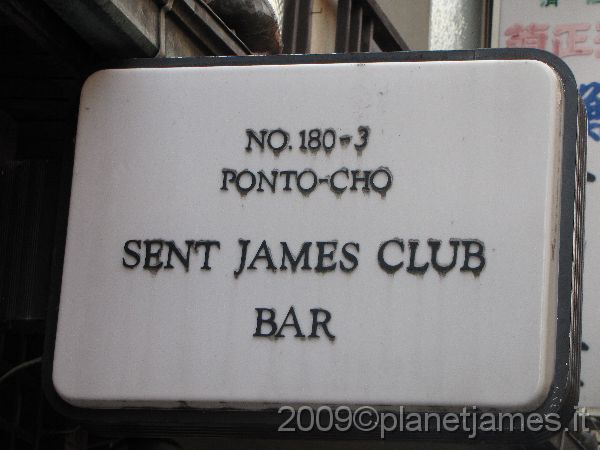 NO. 180-3
PONTO-CHO
SENT JAMES CLUB
BAR
2009©planetjames.it